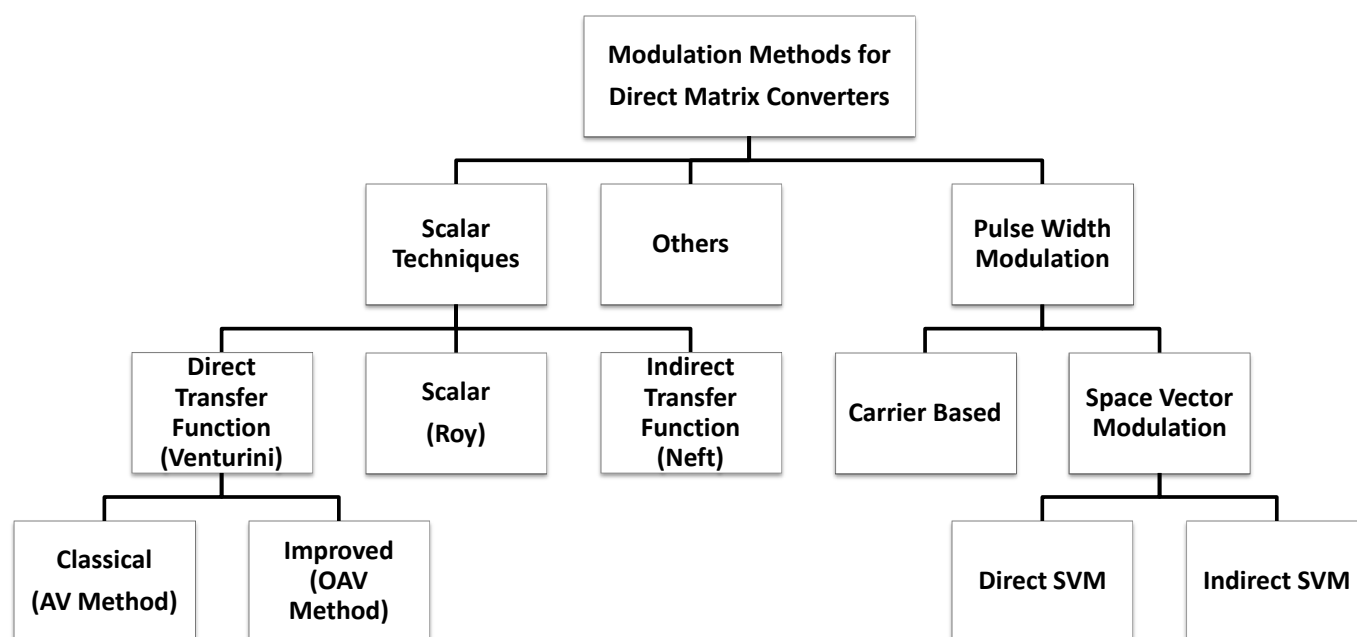 Modulation Methods for
Direct Matrix Converters
Scalar
Techniques
Others
Pulse Width
Modulation
Direct
Transfer
Function
(Venturini)
Scalar
(Roy)
Indirect
Transfer
Function
(Neft)
Carrier Based
Space Vector
Modulation
Classical
(AV Method)
Improved
(OAV
Method)
Direct SVM
Indirect SVM